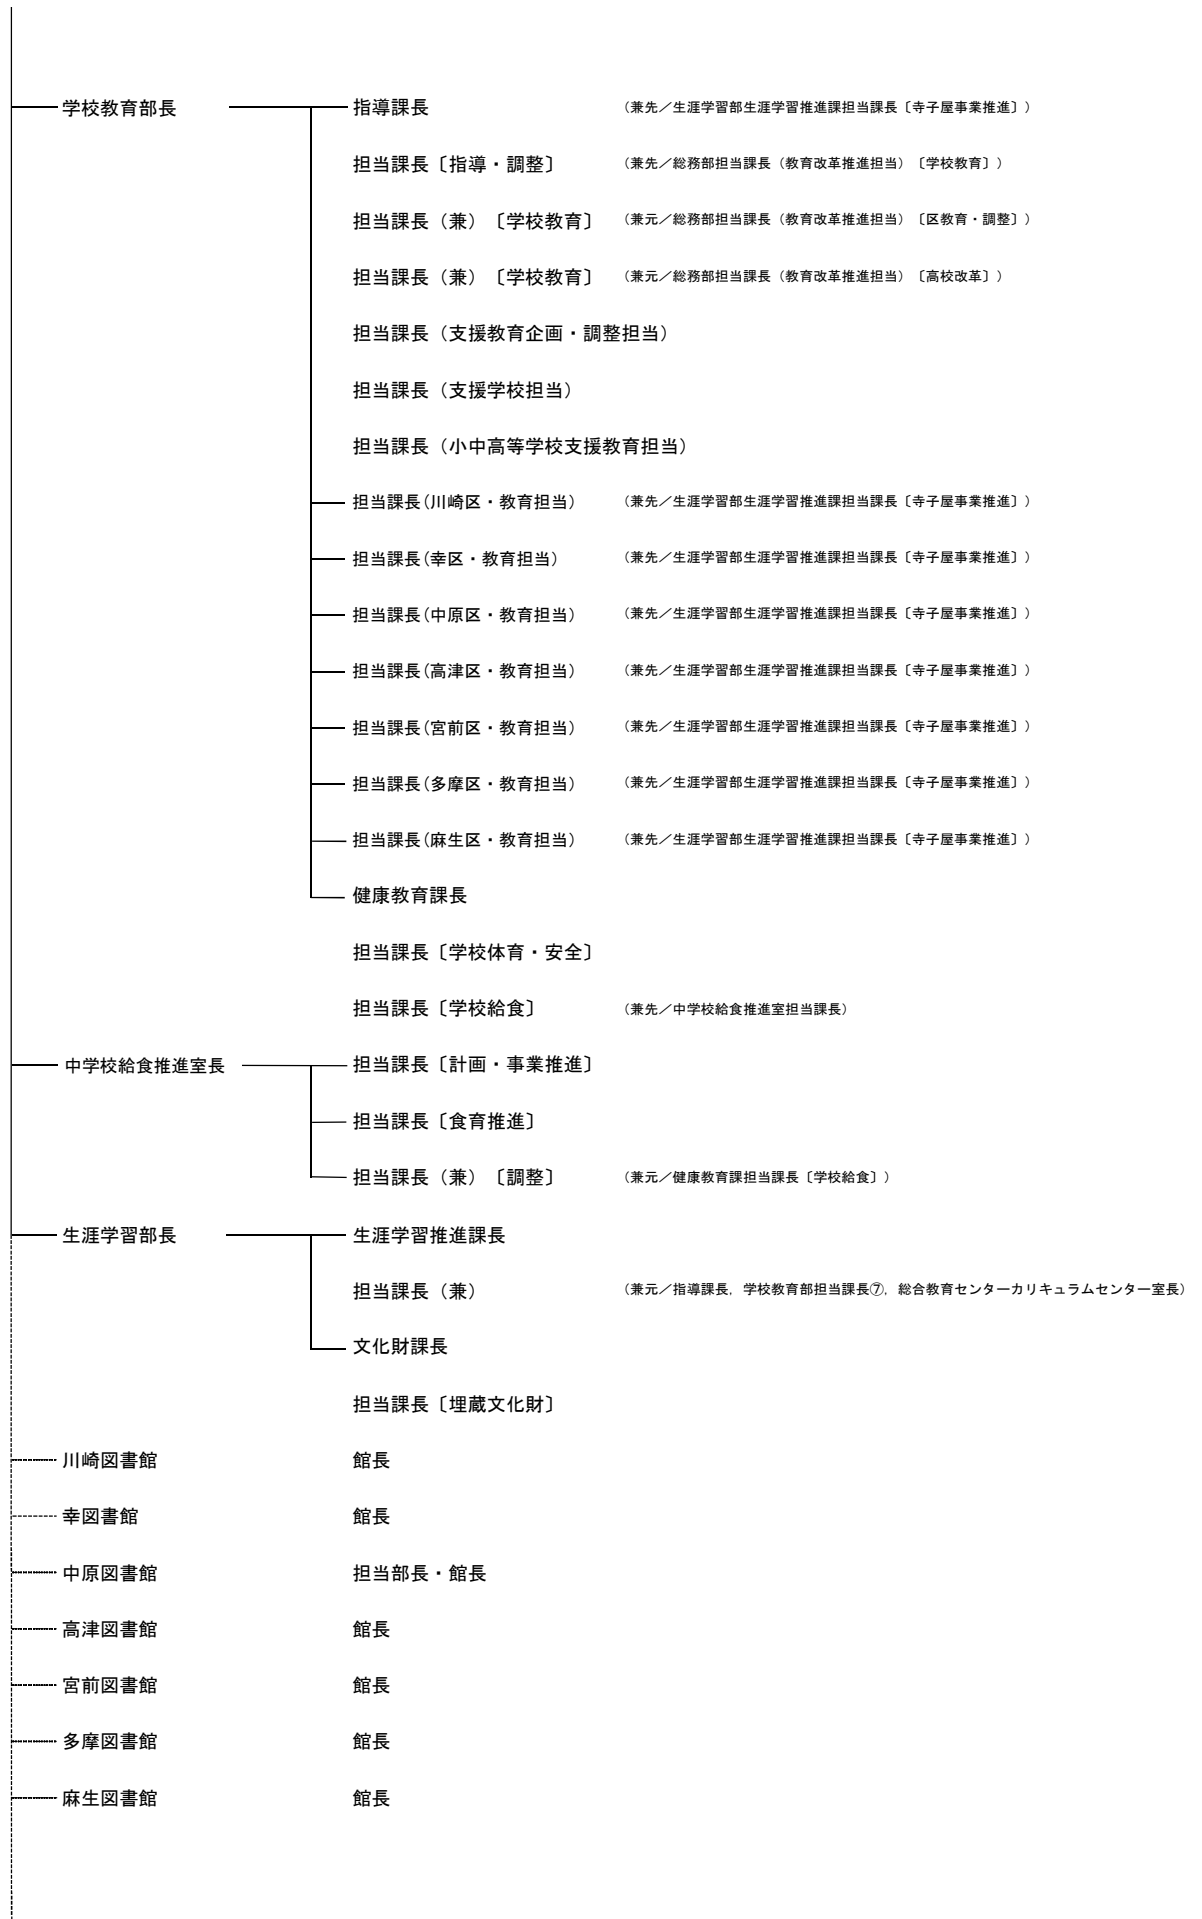 学校教育部長 指導課長 （兼先／生涯学習部生涯学習推進課担当課長〔寺子屋事業推進〕）
担当課長〔指導・調整〕 （兼先／総務部担当課長（教育改革推進担当）〔学校教育〕）
担当課長（兼）〔学校教育〕 （兼元／総務部担当課長（教育改革推進担当）〔区教育・調整〕）
担当課長（兼）〔学校教育〕 （兼元／総務部担当課長（教育改革推進担当）〔高校改革〕）
担当課長（支援教育企画・調整担当）
担当課長（支援学校担当）
担当課長（小中高等学校支援教育担当）
担当課長（川崎区・教育担当） （兼先／生涯学習部生涯学習推進課担当課長〔寺子屋事業推進〕）
担当課長（幸区・教育担当） （兼先／生涯学習部生涯学習推進課担当課長〔寺子屋事業推進〕）
担当課長（中原区・教育担当） （兼先／生涯学習部生涯学習推進課担当課長〔寺子屋事業推進〕）
担当課長（高津区・教育担当） （兼先／生涯学習部生涯学習推進課担当課長〔寺子屋事業推進〕）
担当課長（宮前区・教育担当） （兼先／生涯学習部生涯学習推進課担当課長〔寺子屋事業推進〕）
担当課長（多摩区・教育担当） （兼先／生涯学習部生涯学習推進課担当課長〔寺子屋事業推進〕）
担当課長（麻生区・教育担当） （兼先／生涯学習部生涯学習推進課担当課長〔寺子屋事業推進〕）
健康教育課長
担当課長〔学校体育・安全〕
担当課長〔学校給食〕 （兼先／中学校給食推進室担当課長）
中学校給食推進室長 担当課長〔計画・事業推進〕
担当課長〔食育推進〕
担当課長（兼）〔調整〕 （兼元／健康教育課担当課長〔学校給食〕）
生涯学習部長 生涯学習推進課長
担当課長（兼） （兼元／指導課長，学校教育部担当課長⑦，総合教育センターカリキュラムセンター室長）
文化財課長
担当課長〔埋蔵文化財〕
川崎図書館 館長
幸図書館 館長
中原図書館 担当部長・館長
高津図書館 館長
宮前図書館 館長
多摩図書館 館長
麻生図書館 館長